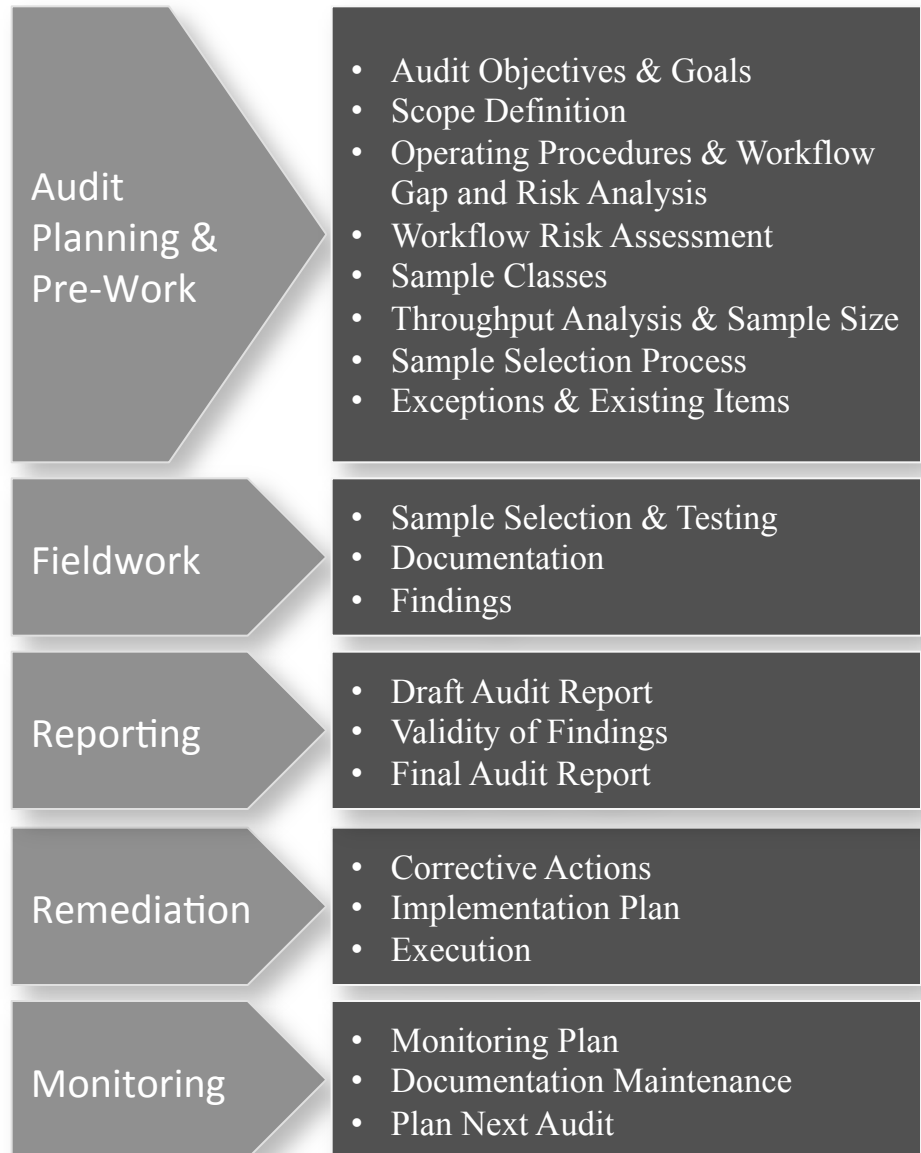 Audit
Planning &
Pre-Work
• Audit Objectives & Goals
• Scope Definition
• Operating Procedures & Workflow
Gap and Risk Analysis
• Workflow Risk Assessment
• Sample Classes
• Throughput Analysis & Sample Size
• Sample Selection Process
• Exceptions & Existing Items
Fieldwork
• Sample Selection & Testing
• Documentation
• Findings
Reporting
• Draft Audit Report
• Validity of Findings
• Final Audit Report
Remediation
• Corrective Actions
• Implementation Plan
• Execution
Monitoring
• Monitoring Plan
• Documentation Maintenance
• Plan Next Audit